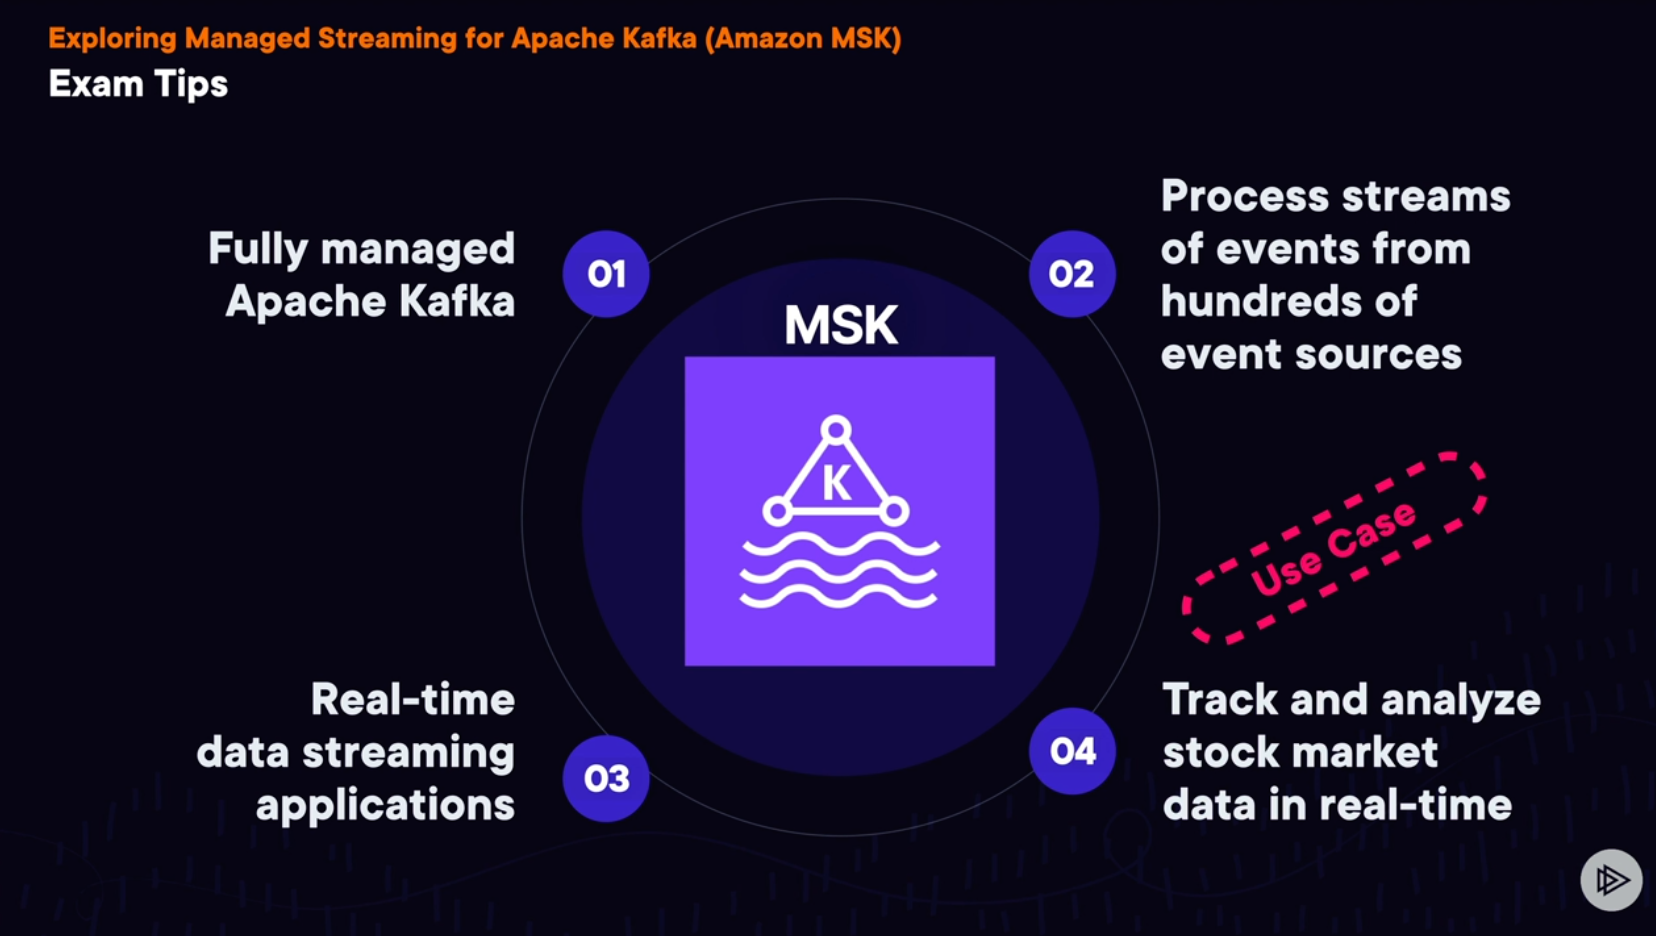 Exploring Managed Streaming for Apache Kafka (Amazon MSK)
Exam Tips
Fully managed
Apache Kafka
01
02
Process streams
of events from
hundreds of
event sources
MSK
K
Use Case
Real-time
data streaming
applications
03
04
Track and analyze
stock market
data in real-time